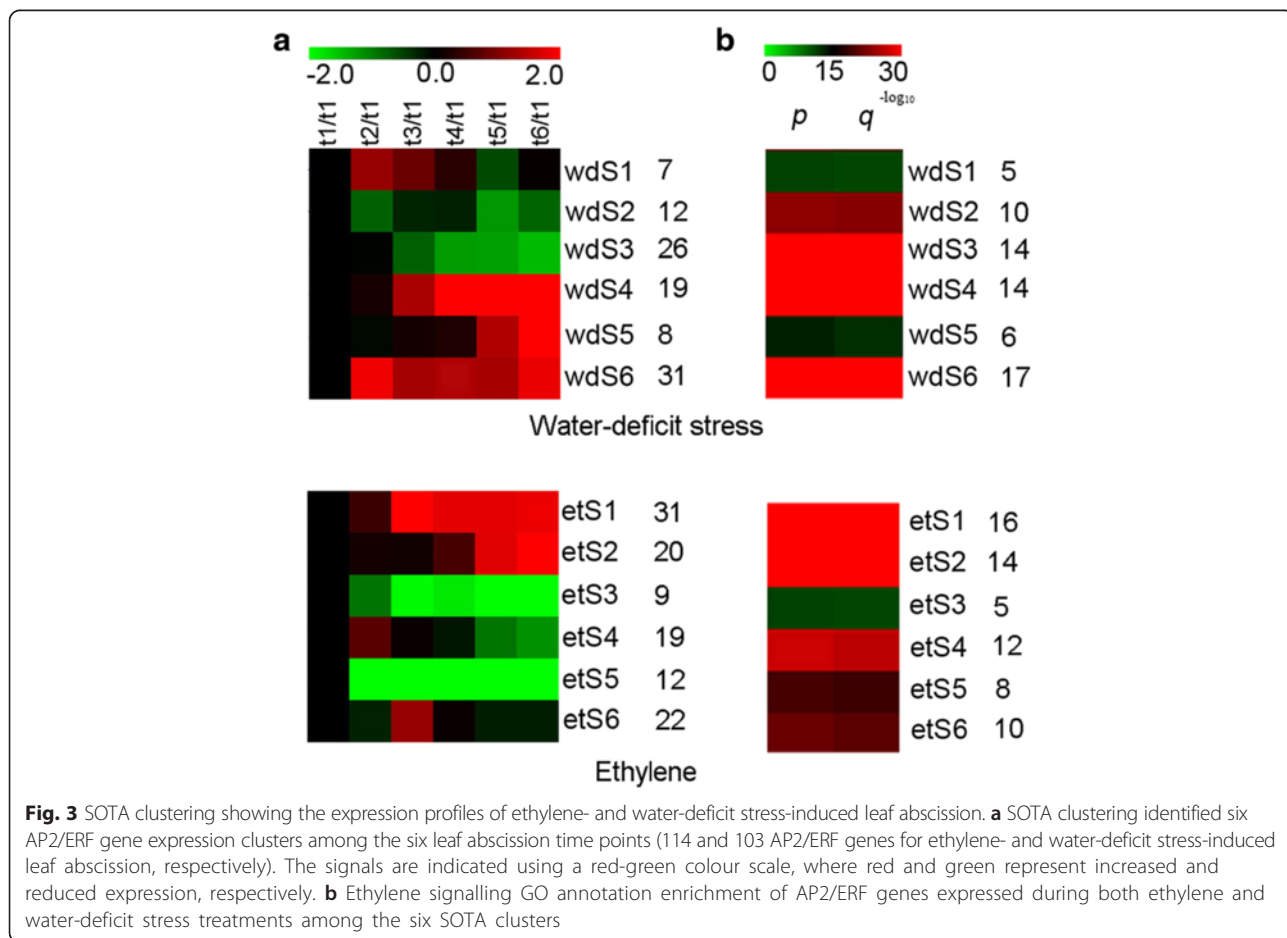 a
-2.0 0.0 2.0
t1/t1 t2/t1 t3/t1 t4/t1 t5/t1 t6/t1
wdS1 7
wdS2 12
wdS3 26
wdS4 19
wdS5 8
wdS6 31
b
0 15 30
-log10
p q
wdS1 5
wdS2 10
wdS3 14
wdS4 14
wdS5 6
wdS6 17
Water-deficit stress
etS1 31
etS2 20
etS3 9
etS4 19
etS5 12
etS6 22
etS1 16
etS2 14
etS3 5
etS4 12
etS5 8
etS6 10
Ethylene
Fig. 3 SOTA clustering showing the expression profiles of ethylene- and water-deficit stress-induced leaf abscission. a SOTA clustering identified six
AP2/ERF gene expression clusters among the six leaf abscission time points (114 and 103 AP2/ERF genes for ethylene- and water-deficit stress-induced
leaf abscission, respectively). The signals are indicated using a red-green colour scale, where red and green represent increased and
reduced expression, respectively. b Ethylene signalling GO annotation enrichment of AP2/ERF genes expressed during both ethylene and
water-deficit stress treatments among the six SOTA clusters